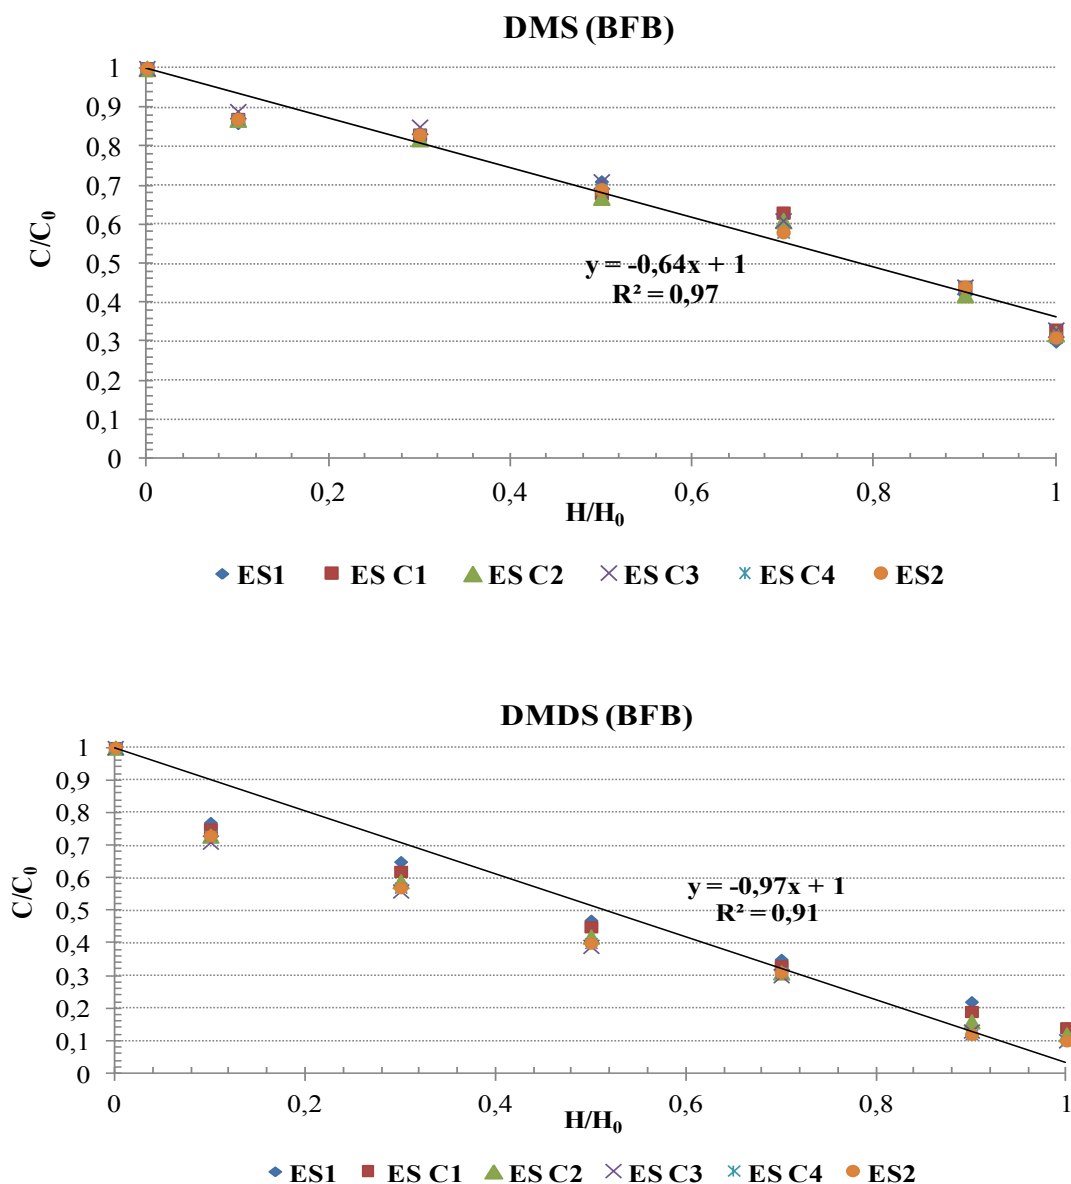 DMS (BFB)
1
0,9
0,8
0,7
0,6
0,5
0,4
0,3
0,2
0,1
0
C/C₀
y = -0,64x + 1
R² = 0,97
0 0,2 0,4 0,6 0,8 1
H/H₀
ES1 ES C1 ES C2 ES C3 ES C4 ES2
DMDS (BFB)
1
0,9
0,8
0,7
0,6
0,5
0,4
0,3
0,2
0,1
0
C/C₀
y = -0,97x + 1
R² = 0,91
0 0,2 0,4 0,6 0,8 1
H/H₀
ES1 ES C1 ES C2 ES C3 ES C4 ES2